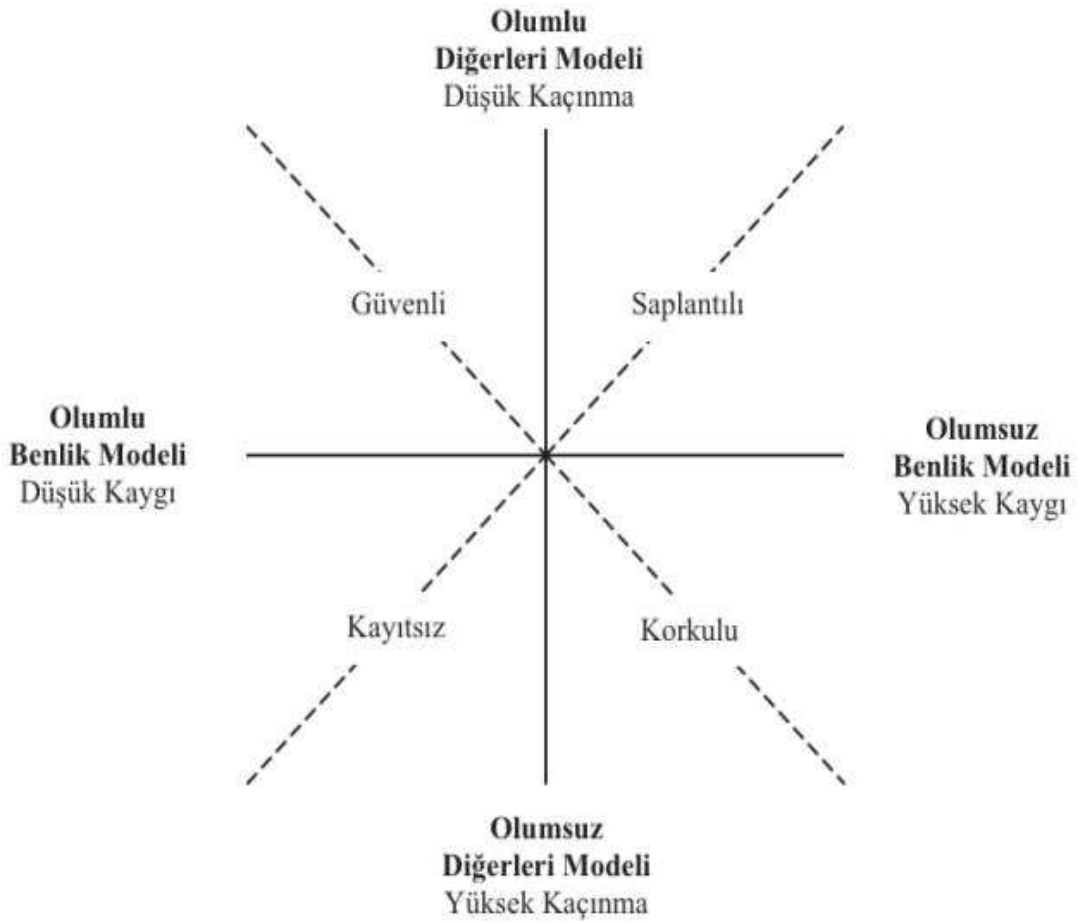 Olumlu
Diğerleri Modeli
Düşük Kaçınma
Güvenli
Saplantılı
Olumlu
Benlik Modeli
Düşük Kaygı
Olumsuz
Benlik Modeli
Yüksek Kaygı
Kayıtsız
Korkulu
Olumsuz
Diğerleri Modeli
Yüksek Kaçınma